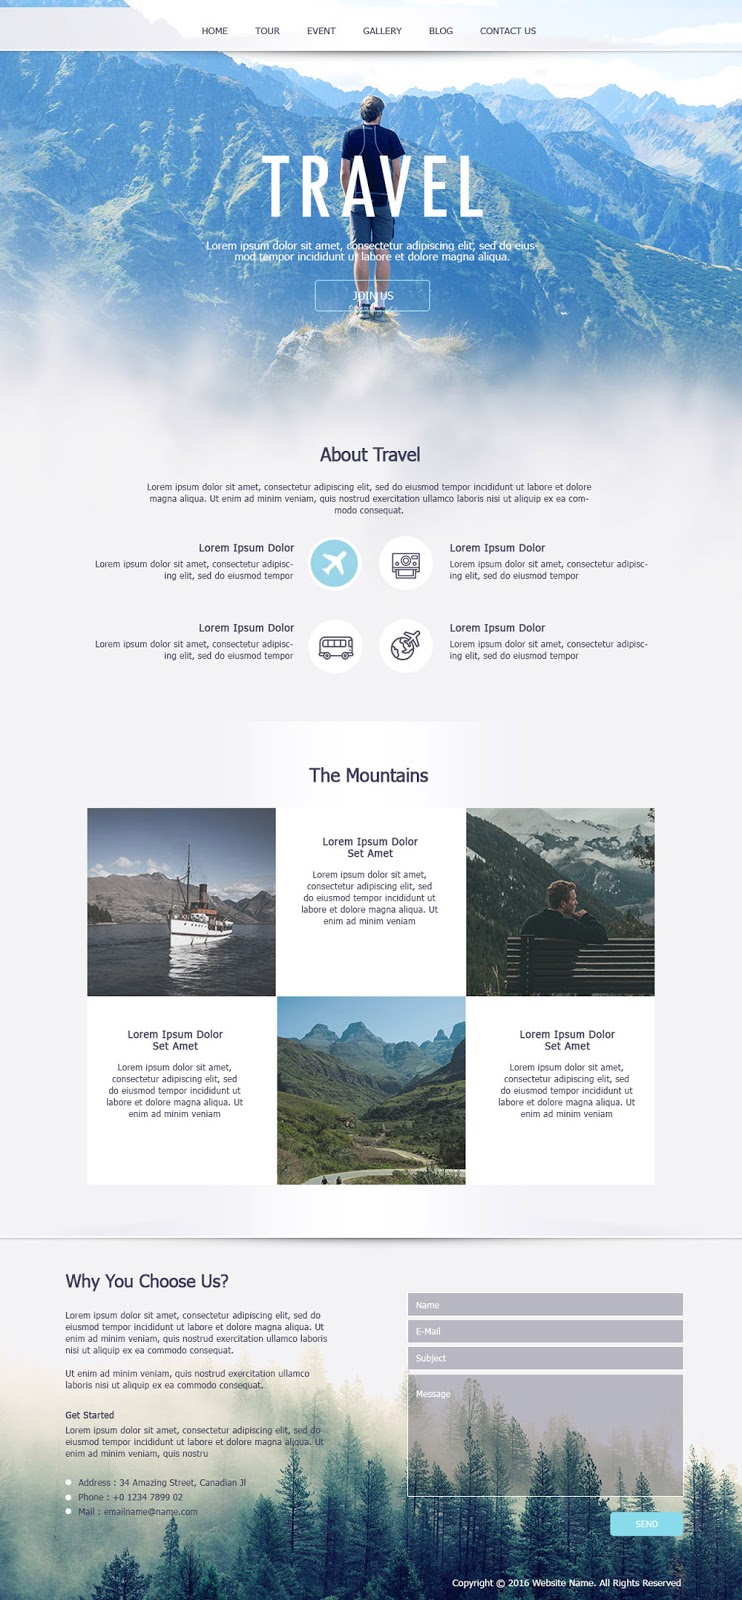 HOME TOUR EVENT GALLERY BLOG CONTACT US
TRAVEL
Lorem ipsum dolor sit amet, consectetur adipiscing elit, sed do eius-
mod tempor incididunt ut labore et dolore magna aliqua.
JOIN US
About Travel
Lorem ipsum dolor sit amet, consectetur adipiscing elit, sed do eiusmod tempor incididunt ut labore et dolore
magna aliqua. Ut enim ad minim veniam, quis nostrud exercitation ullamco laboris nisi ut aliquip ex ea com-
modo consequat.
Lorem Ipsum Dolor
Lorem ipsum dolor sit amet, consectetur adipisc-
ing elit, sed do eiusmod tempor
Lorem Ipsum Dolor
Lorem ipsum dolor sit amet, consectetur adipisc-
ing elit, sed do eiusmod tempor
Lorem Ipsum Dolor
Lorem ipsum dolor sit amet, consectetur adipisc-
ing elit, sed do eiusmod tempor
Lorem Ipsum Dolor
Lorem ipsum dolor sit amet, consectetur adipisc-
ing elit, sed do eiusmod tempor
The Mountains
Lorem Ipsum Dolor
Set Amet
Lorem ipsum dolor sit amet,
consectetur adipiscing elit, sed
do eiusmod tempor incididunt ut
labore et dolore magna aliqua. Ut
enim ad minim veniam
Lorem Ipsum Dolor
Set Amet
Lorem ipsum dolor sit amet,
consectetur adipiscing elit, sed
do eiusmod tempor incididunt ut
labore et dolore magna aliqua. Ut
enim ad minim veniam
Lorem Ipsum Dolor
Set Amet
Lorem ipsum dolor sit amet,
consectetur adipiscing elit, sed
do eiusmod tempor incididunt ut
labore et dolore magna aliqua. Ut
enim ad minim veniam
Why You Choose Us?
Lorem ipsum dolor sit amet, consectetur adipiscing elit, sed do
eiusmod tempor incididunt ut labore et dolore magna aliqua. Ut
enim ad minim veniam, quis nostrud exercitation ullamco laboris
nisi ut aliquip ex ea commodo consequat.
Ut enim ad minim veniam, quis nostrud exercitation ullamco
laboris nisi ut aliquip ex ea commodo consequat.
Get Started
Lorem ipsum dolor sit amet, consectetur adipiscing elit, sed do
eiusmod tempor incididunt ut labore et dolore magna aliqua. Ut
enim ad minim veniam, quis nostru
Address : 34 Amazing Street, Canadian Jl
Phone : +0 1234 7899 02
Mail : emailname@name.com
Name
E-Mail
Subject
Message
SEND
Copyright © 2016 Website Name. All Rights Reserved